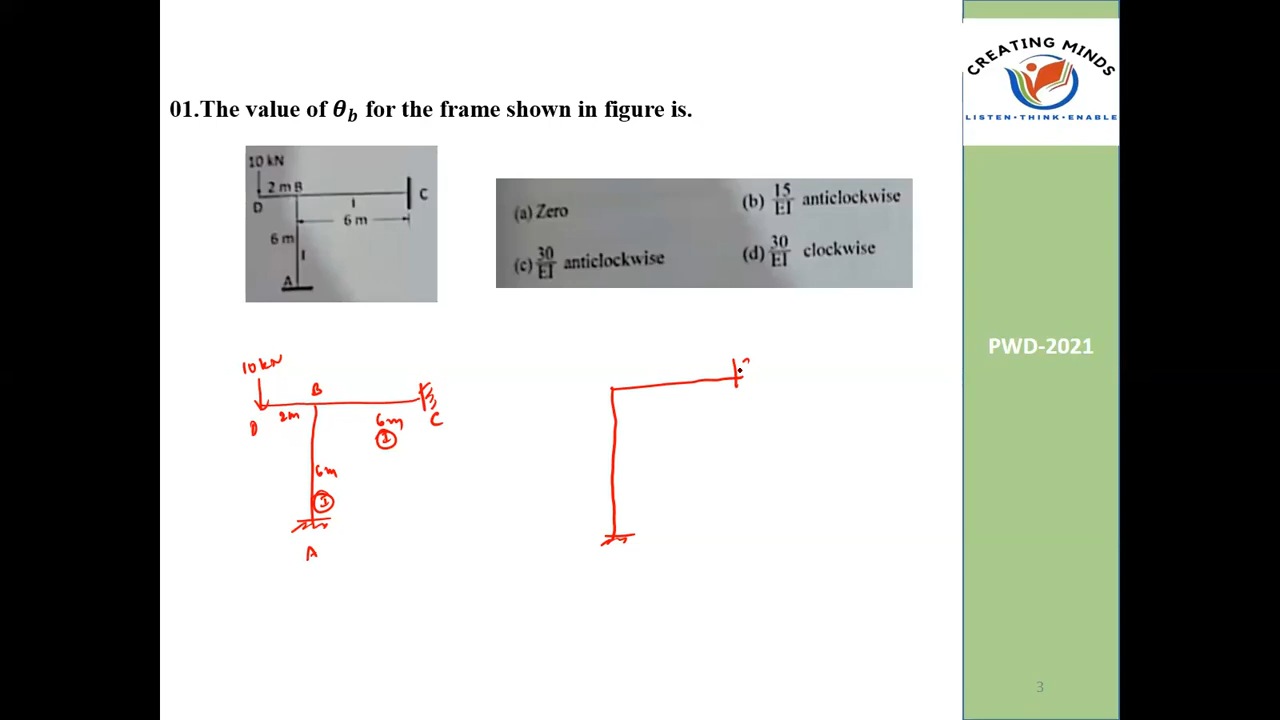 CREATING MINDS
LISTEN•THINK•ENABLE
01.The value of θb for the frame shown in figure is.
10 kN
2 m B
D
I
C
6 m
6 m
I
A
(a) Zero
(b) 15/EI anticlockwise
(c) 30/EI anticlockwise
(d) 30/EI clockwise
PWD-2021
10 kN
B
2m
D
6m
I
C
6m
I
A
3